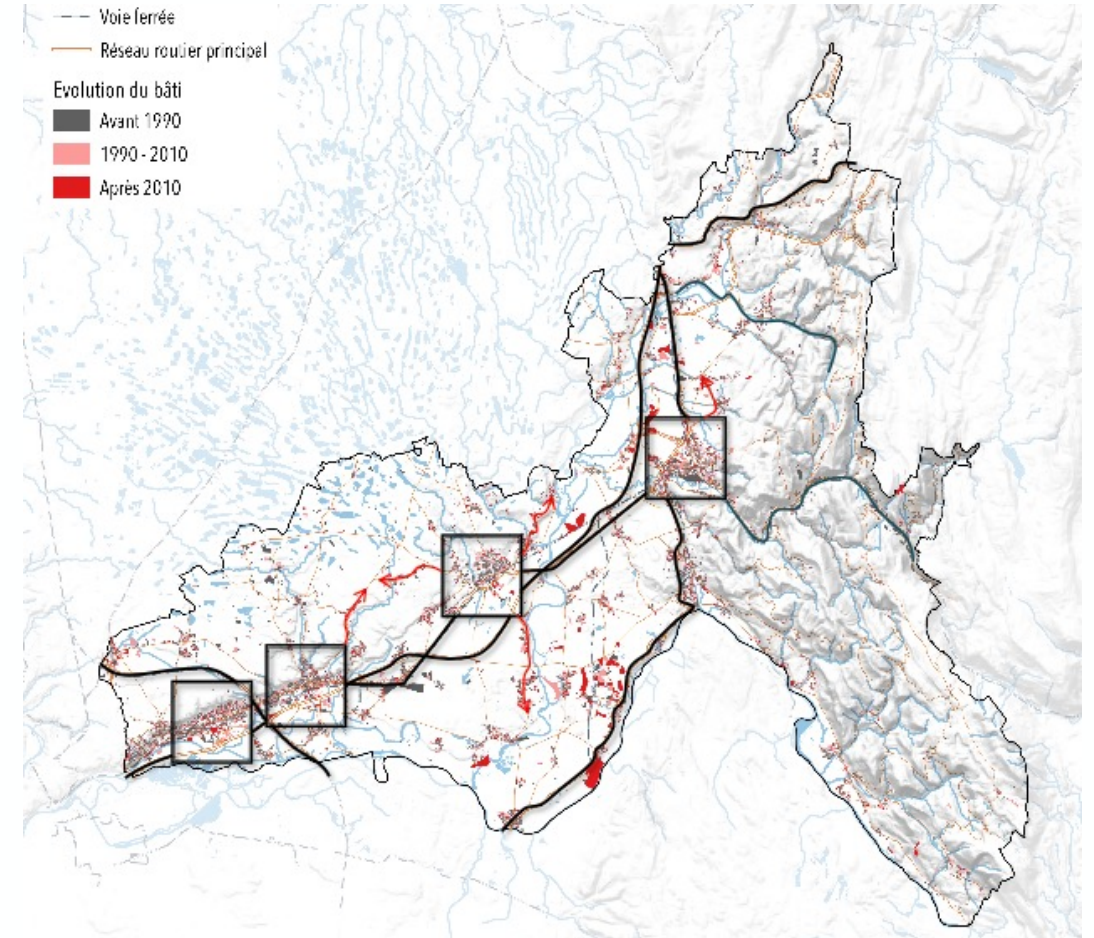 Voie ferrée
Réseau routier principal
Evolution du bâti
Avant 1990
1990 - 2010
Après 2010